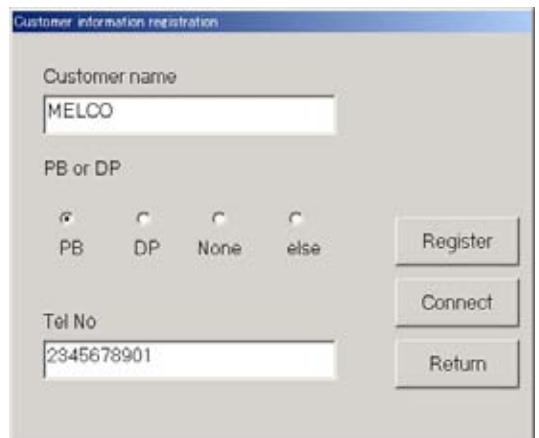 Customer information registration
Customer name
MELCO
PB or DP
PB DP None else
Register
Connect
Tel No
2345678901
Return